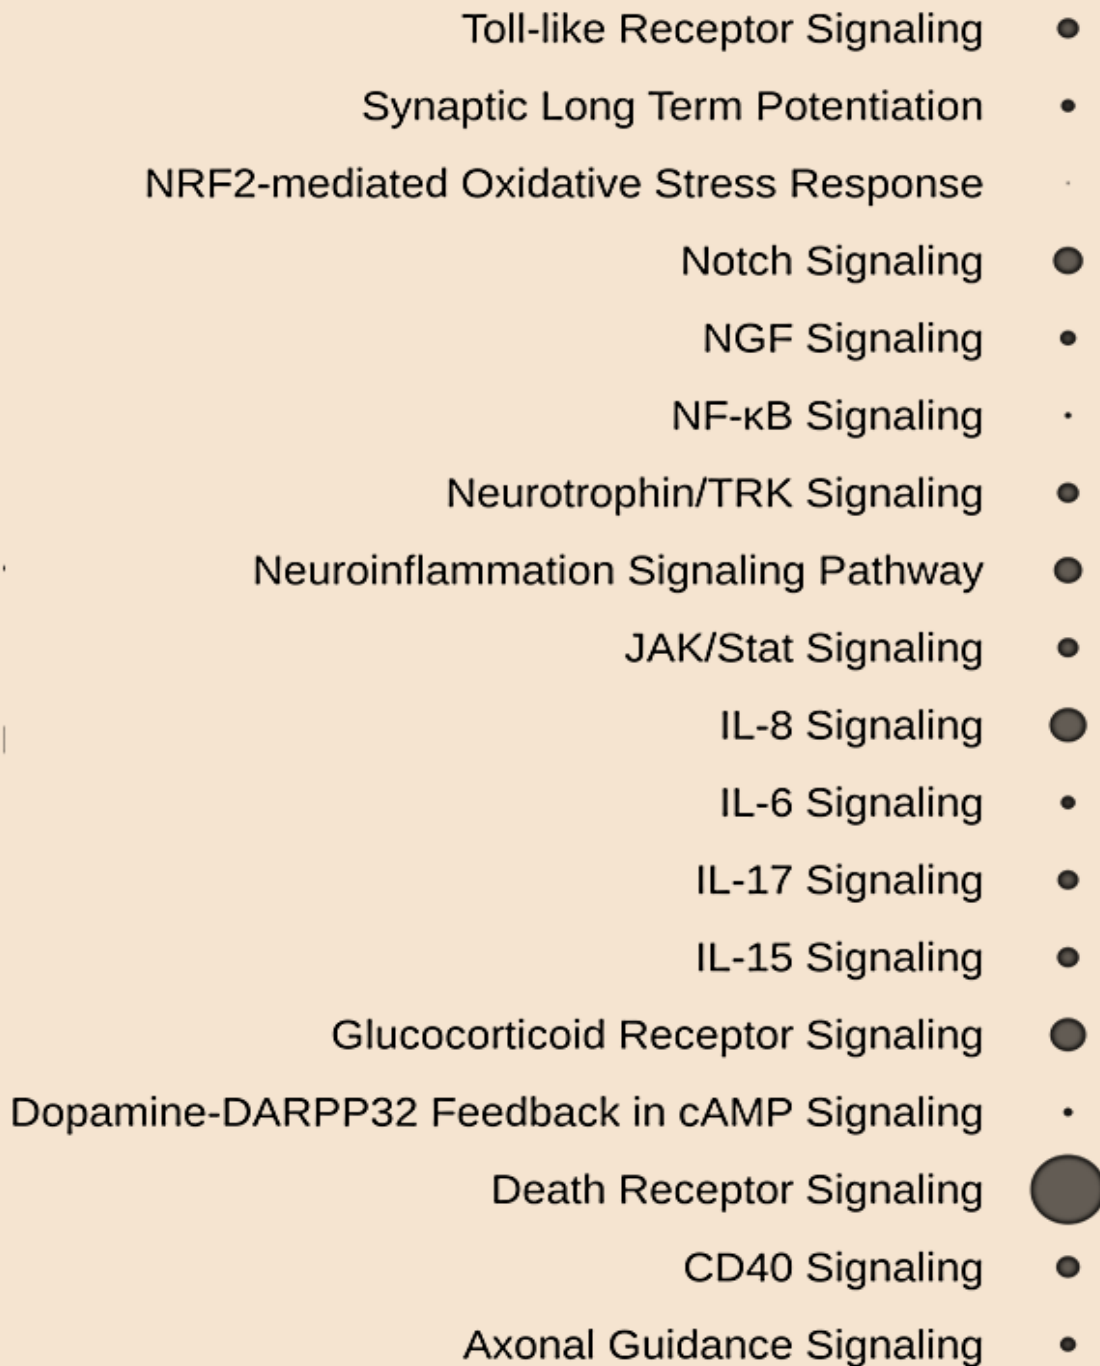 Toll-like Receptor Signaling
Synaptic Long Term Potentiation
NRF2-mediated Oxidative Stress Response
Notch Signaling
NGF Signaling
NF-κB Signaling
Neurotrophin/TRK Signaling
Neuroinflammation Signaling Pathway
JAK/Stat Signaling
IL-8 Signaling
IL-6 Signaling
IL-17 Signaling
IL-15 Signaling
Glucocorticoid Receptor Signaling
Dopamine-DARPP32 Feedback in cAMP Signaling
Death Receptor Signaling
CD40 Signaling
Axonal Guidance Signaling